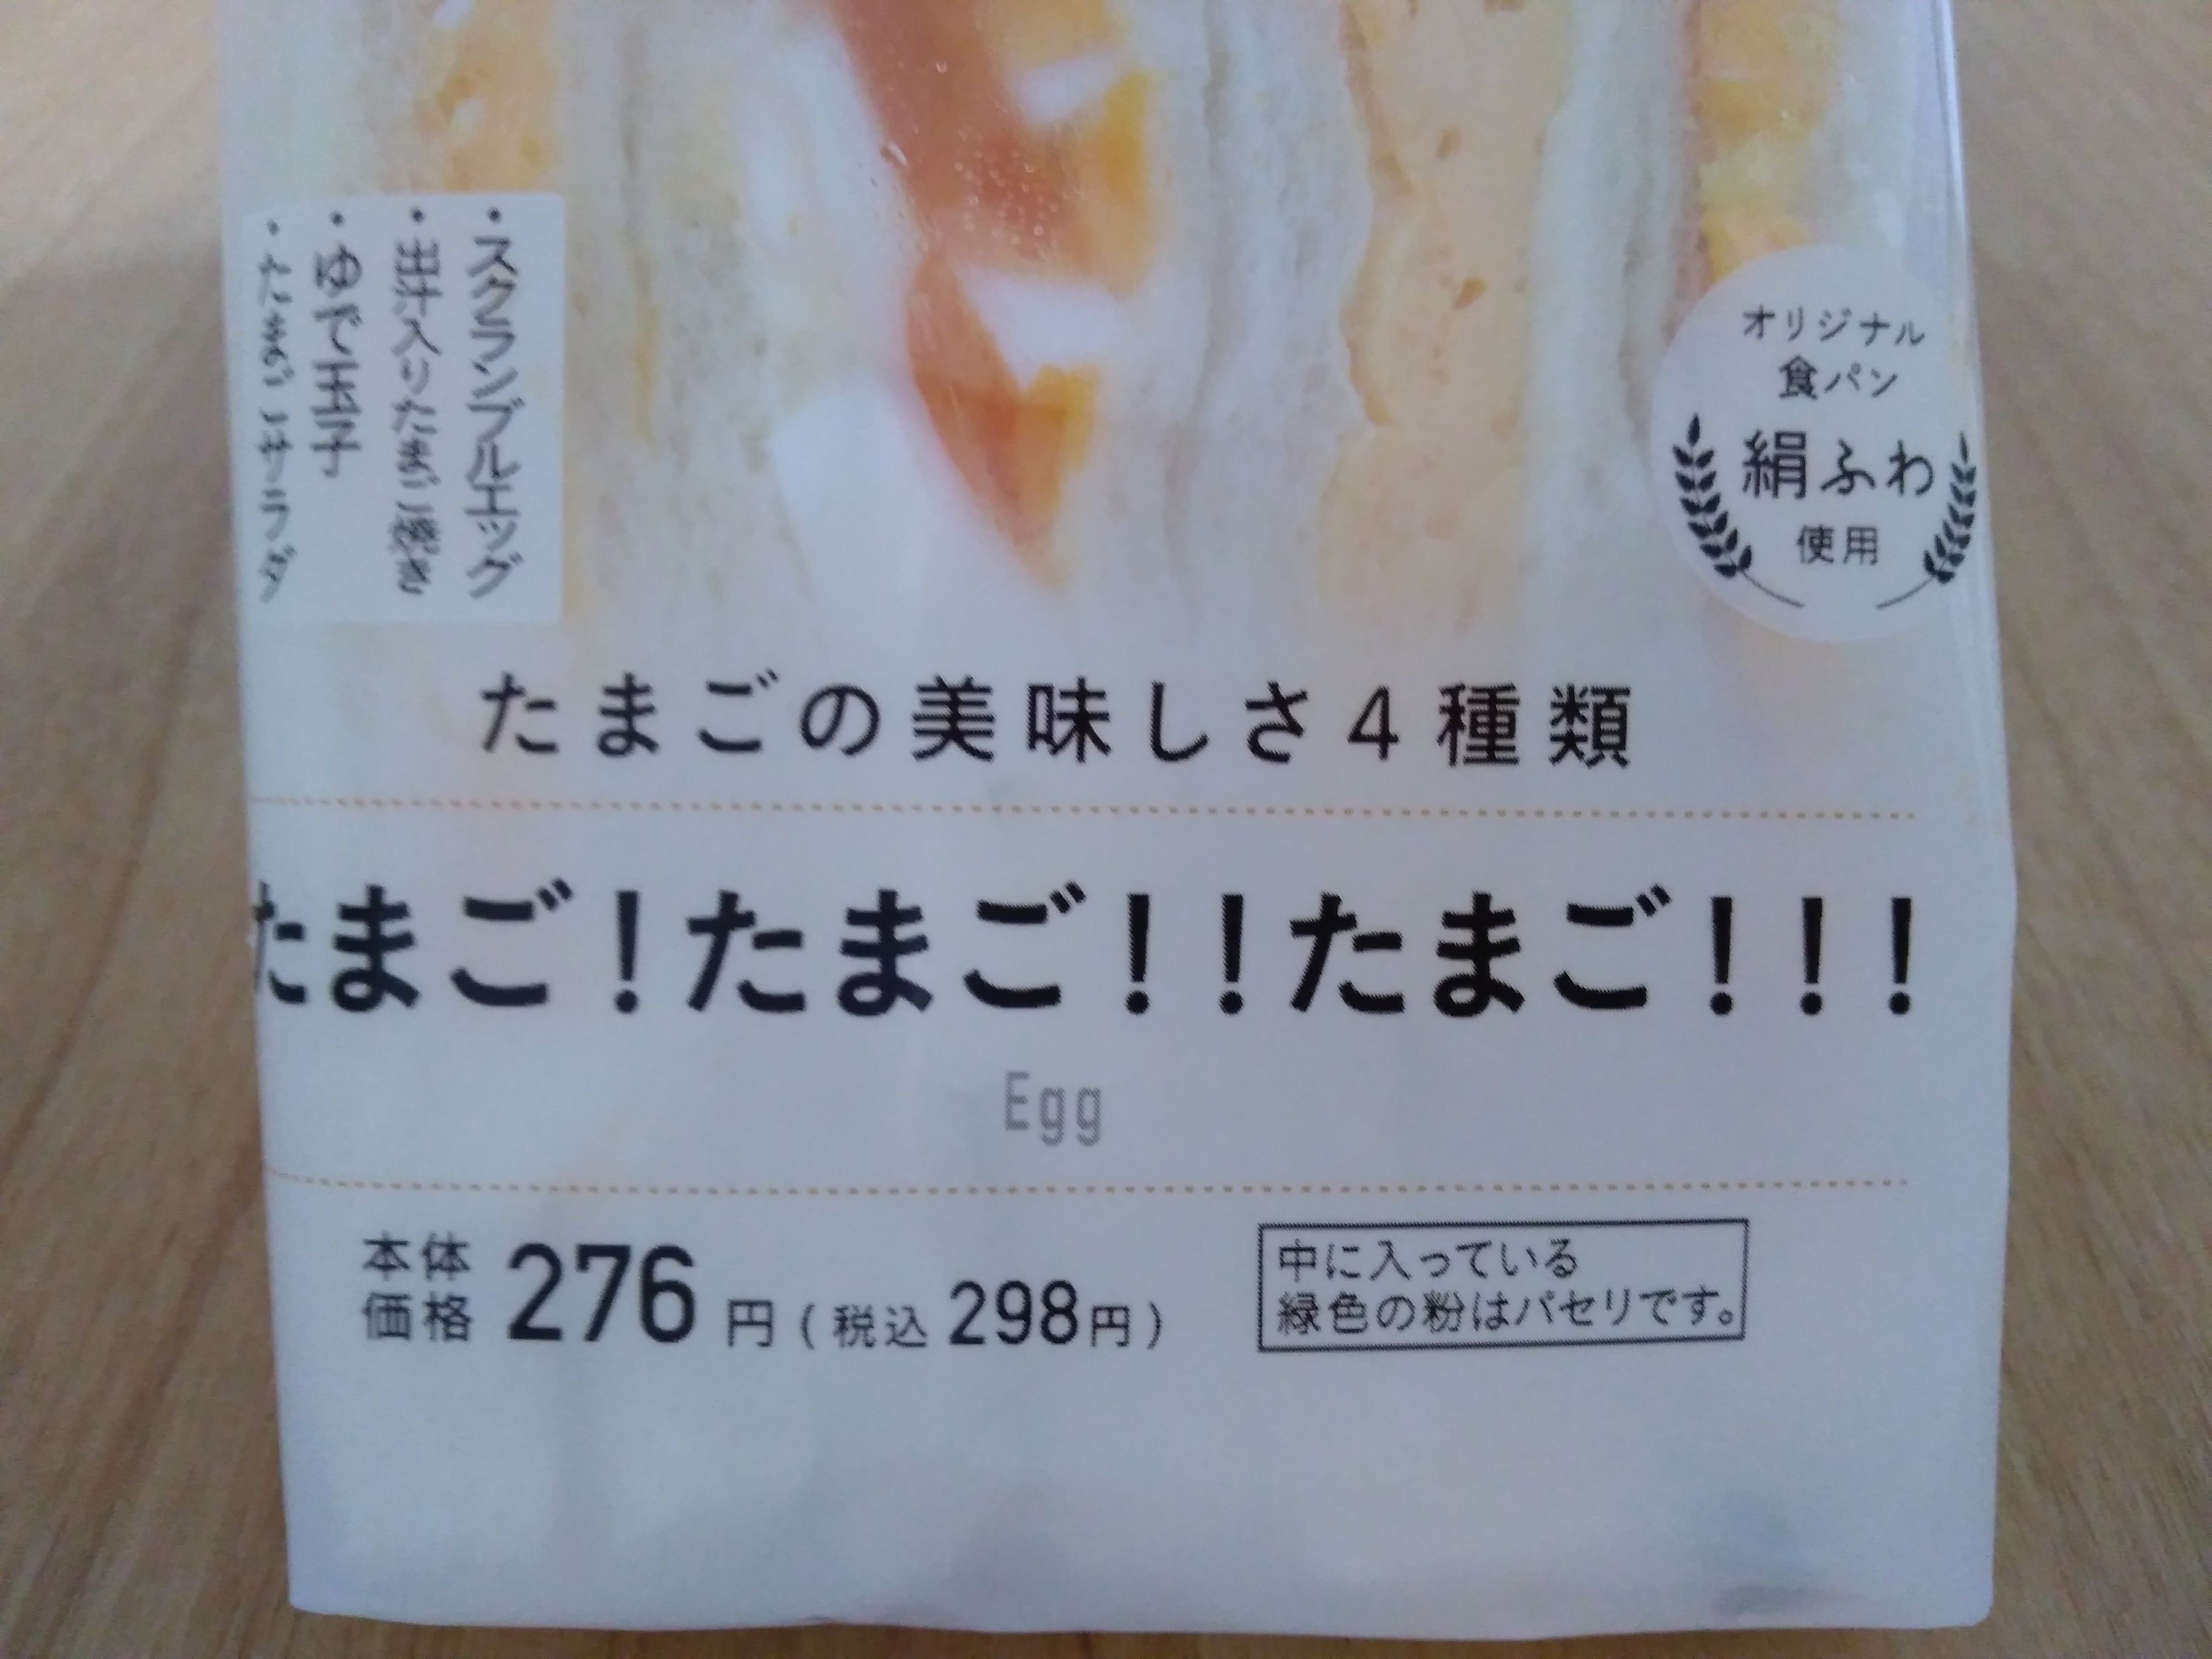 ・スクランブルエッグ
・出汁入りたまご焼き
・ゆで玉子
・たまごサラダ
オリジナル
食パン
絹ふわ
使用
たまごの美味しさ4種類
たまご！たまご！！たまご！！！
Egg
本体
価格 276 円 (税込 298円)
中に入っている
緑色の粉はパセリです。